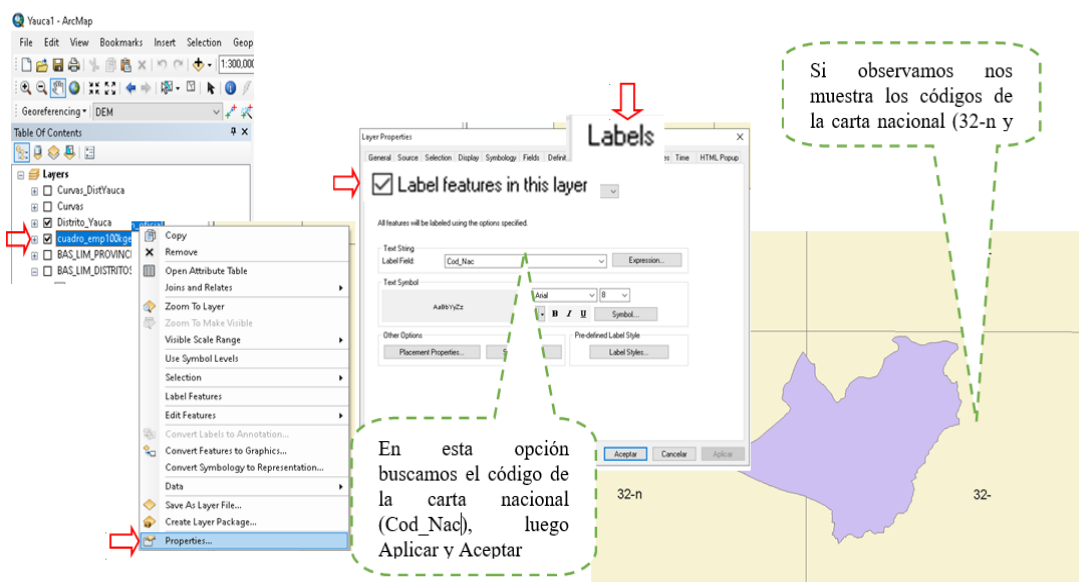 Yauca1 - ArcMap
File Edit View Bookmarks Insert Selection Geop
1:300,000
Georeferencing DEM
Table Of Contents
Layers
Curvas_DistYauca
Curvas
Distrito_Yauca
cuadro_emp100kge
BAS_LIM_PROVINCI
BAS_LIM_DISTRITOS
Copy
Remove
Open Attribute Table
Joins and Relates
Zoom To Layer
Zoom To Make Visible
Visible Scale Range
Use Symbol Levels
Selection
Label Features
Edit Features
Convert Labels to Annotation...
Convert Features to Graphics...
Convert Symbology to Representation...
Data
Save As Layer File...
Create Layer Package...
Properties...
Layer Properties
General Source Selection Display Symbology Fields Definit
Labels
Time HTML Popup
Label features in this layer
All features will be labeled using the options specified.
Text String
Label Field: Cod_Nac Expression...
Text Symbol
AaBbYyZz
Arial 8
B I U Symbol...
Other Options
Pre-defined Label Style
Placement Properties...
Label Styles...
Aceptar Cancelar Aplicar
En esta opción
buscamos el código de
la carta nacional
(Cod_Nac), luego
Aplicar y Aceptar
Si observamos nos
muestra los códigos de
la carta nacional (32-n y
32-n
32-